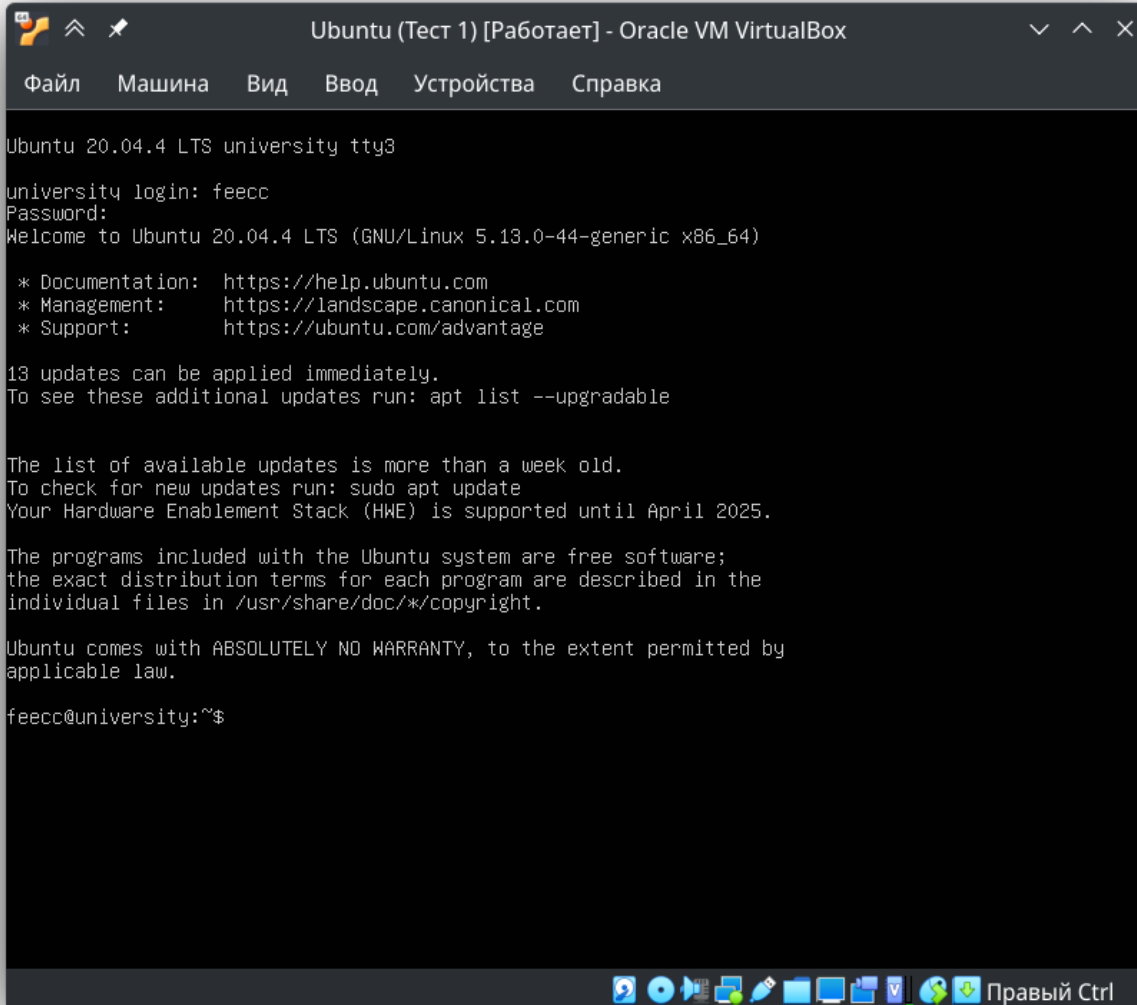 Ubuntu (Тест 1) [Работает] - Oracle VM VirtualBox
Файл Машина Вид Ввод Устройства Справка
Ubuntu 20.04.4 LTS university tty3
university login: feecc
Password:
Welcome to Ubuntu 20.04.4 LTS (GNU/Linux 5.13.0-44-generic x86_64)
* Documentation: https://help.ubuntu.com
* Management: https://landscape.canonical.com
* Support: https://ubuntu.com/advantage
13 updates can be applied immediately.
To see these additional updates run: apt list --upgradable
The list of available updates is more than a week old.
To check for new updates run: sudo apt update
Your Hardware Enablement Stack (HWE) is supported until April 2025.
The programs included with the Ubuntu system are free software;
the exact distribution terms for each program are described in the
individual files in /usr/share/doc/*/copyright.
Ubuntu comes with ABSOLUTELY NO WARRANTY, to the extent permitted by
applicable law.
feecc@university:~$
Правый Ctrl